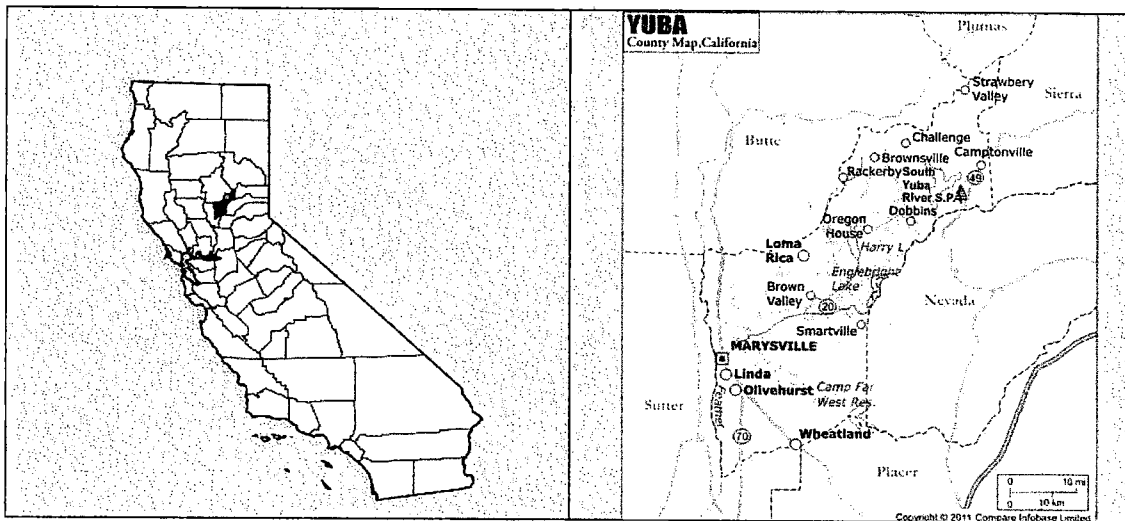 YUBA
County Map,California
Plumas
Strawbery
Valley
Sierra
Butte
Challenge
Camptonville
Brownsville
49
Rackerby
South
Yuba
River S.P.
Dobbins
Oregon
House
Harry L.
Loma
Rica
Englebright
Lake
Nevada
Brown
Valley
20
Smartville
MARYSVILLE
Linda
Olivehurst
Camp Far
West Res.
Sutter
Feather
70
Wheatland
Placer
0 10 mi
0 10 km
Copyright © 2011 Compare Infobase Limited